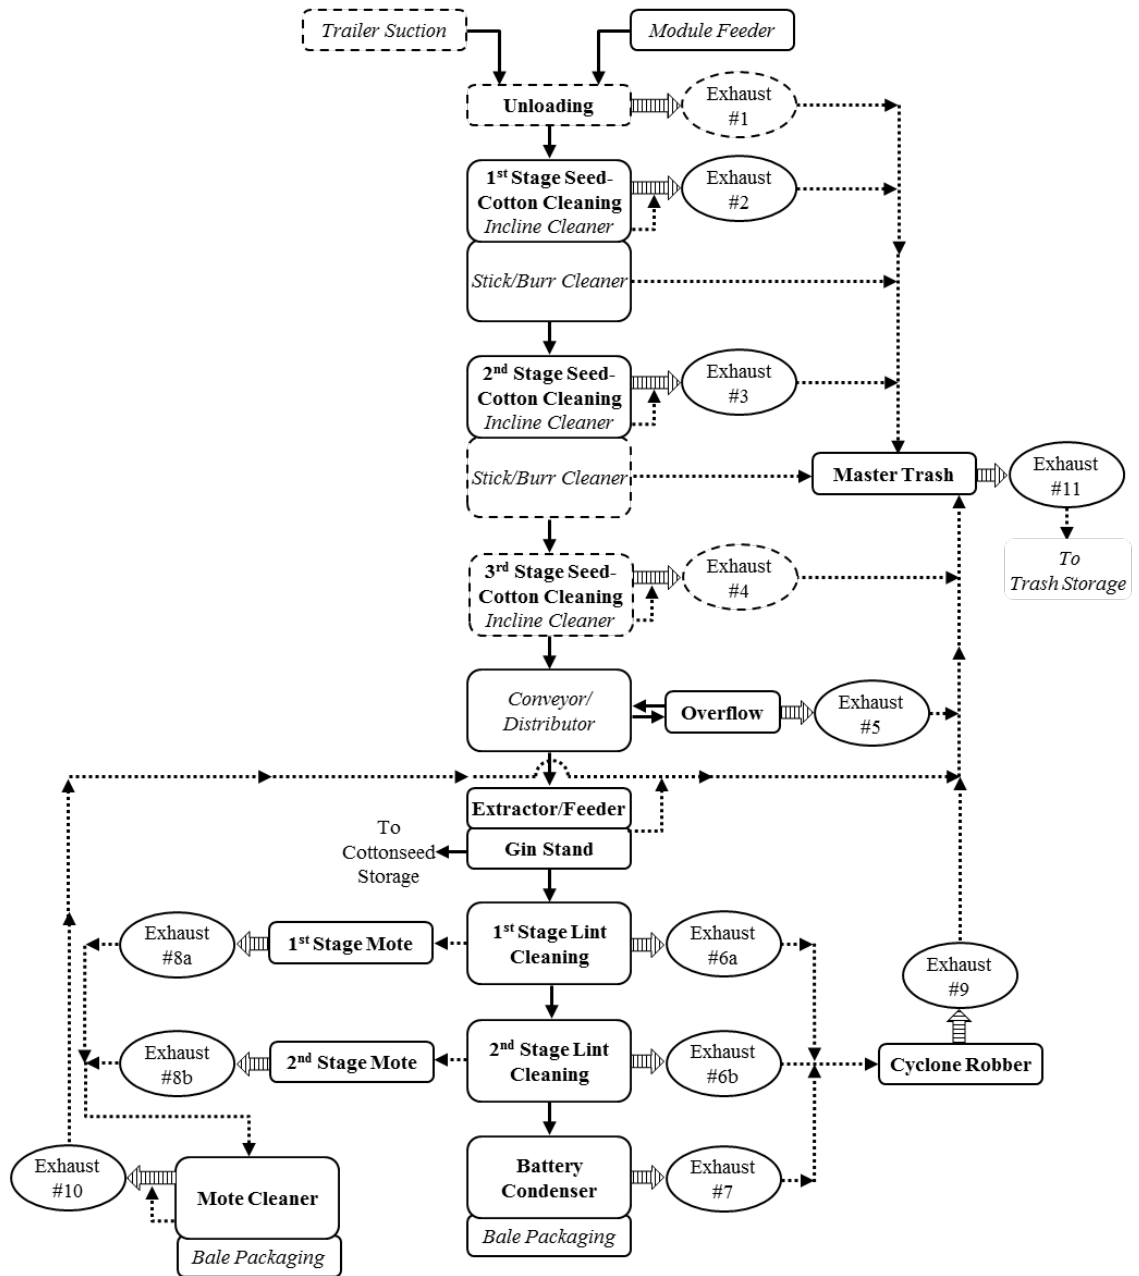 Trailer Suction
Module Feeder
Unloading
Exhaust
#1
1st Stage Seed-
Cotton Cleaning
Incline Cleaner
Exhaust
#2
Stick/Burr Cleaner
2nd Stage Seed-
Cotton Cleaning
Incline Cleaner
Exhaust
#3
Stick/Burr Cleaner
Master Trash
Exhaust
#11
To
Trash Storage
3rd Stage Seed-
Cotton Cleaning
Incline Cleaner
Exhaust
#4
Conveyor/
Distributor
Overflow
Exhaust
#5
Extractor/Feeder
Gin Stand
To
Cottonseed
Storage
Exhaust
#8a
1st Stage Mote
1st Stage Lint
Cleaning
Exhaust
#6a
Exhaust
#9
Exhaust
#8b
2nd Stage Mote
2nd Stage Lint
Cleaning
Exhaust
#6b
Cyclone Robber
Exhaust
#10
Mote Cleaner
Bale Packaging
Battery
Condenser
Bale Packaging
Exhaust
#7